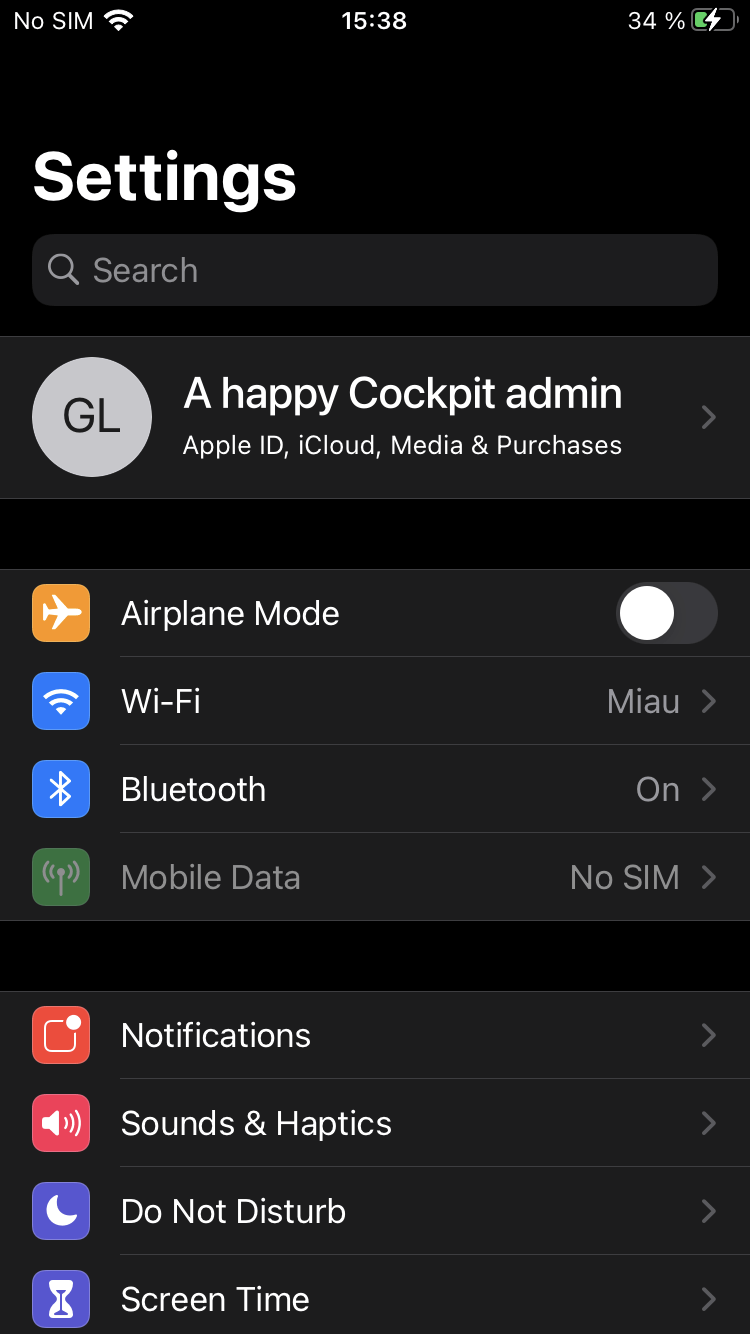 No SIM 15:38 34 %
Settings
Search
GL
A happy Cockpit admin
Apple ID, iCloud, Media & Purchases
Airplane Mode
Wi-Fi Miau
Bluetooth On
Mobile Data No SIM
Notifications
Sounds & Haptics
Do Not Disturb
Screen Time